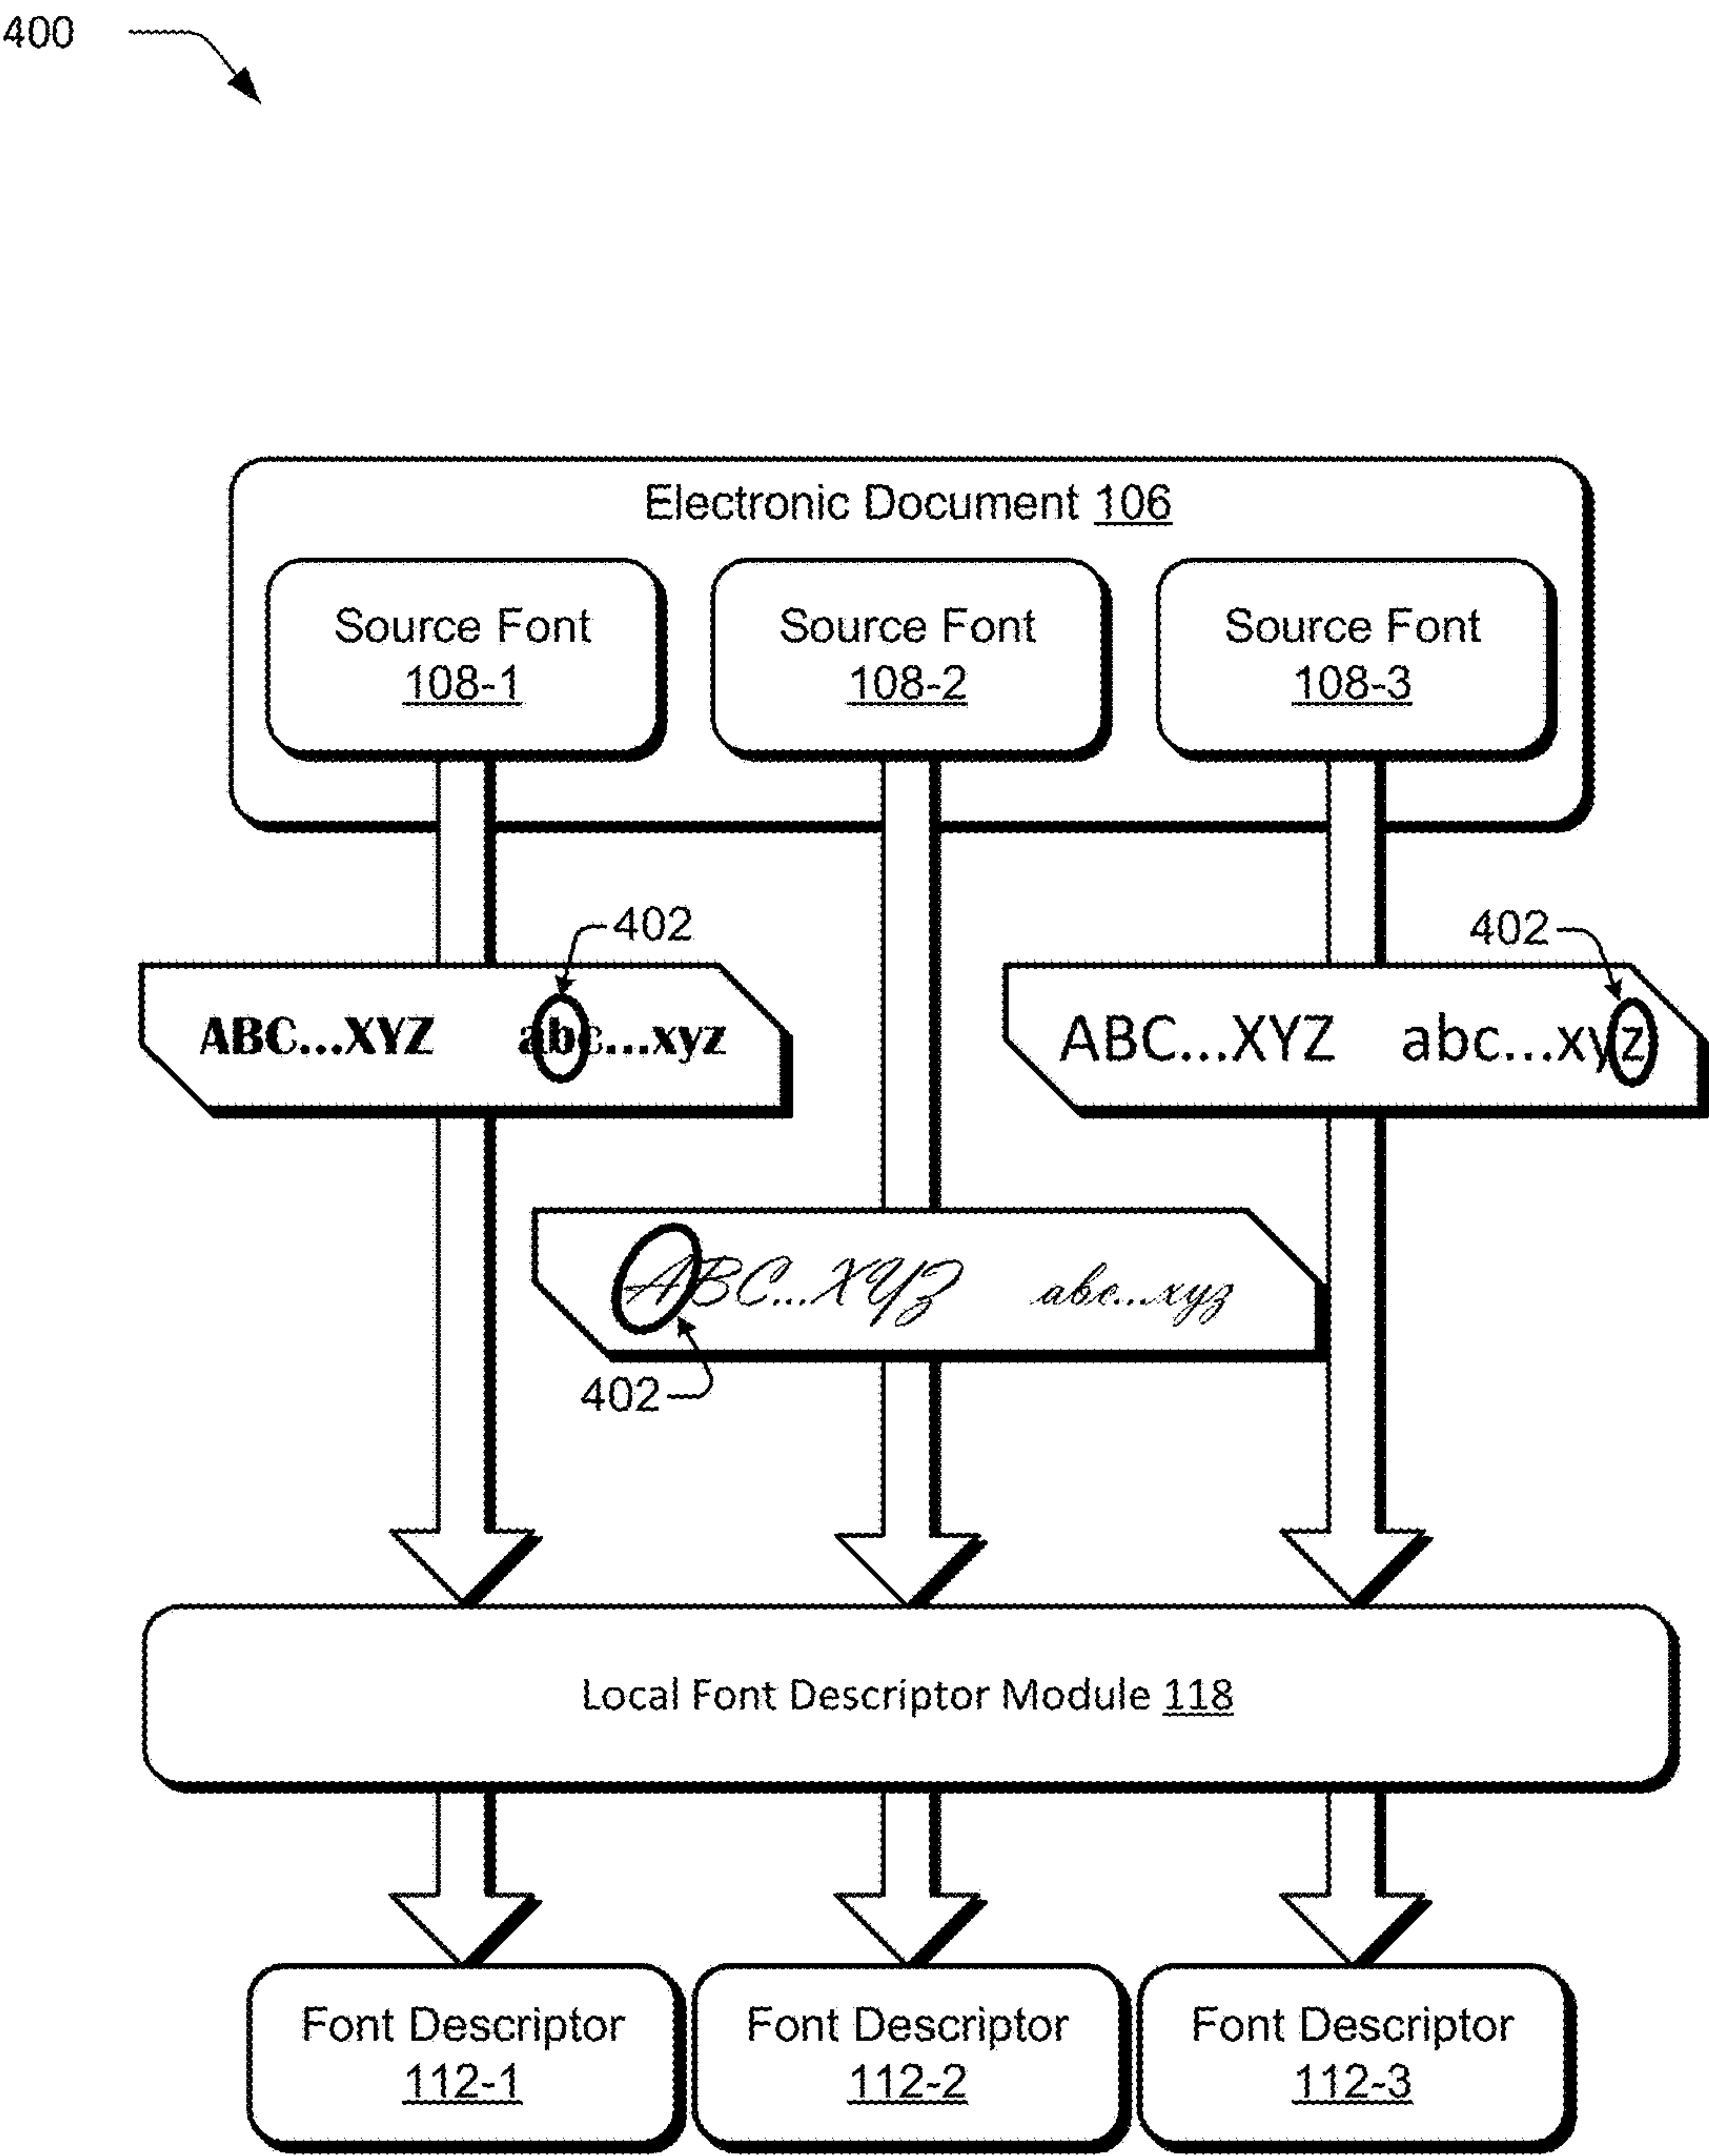 400
Electronic Document 106
Source Font
108-1
Source Font
108-2
Source Font
108-3
402
402
ABC...XYZ abc...xyz
ABC...XYZ abc...xyz
ABC...XYZ abc...xyz
402
Local Font Descriptor Module 118
Font Descriptor
112-1
Font Descriptor
112-2
Font Descriptor
112-3